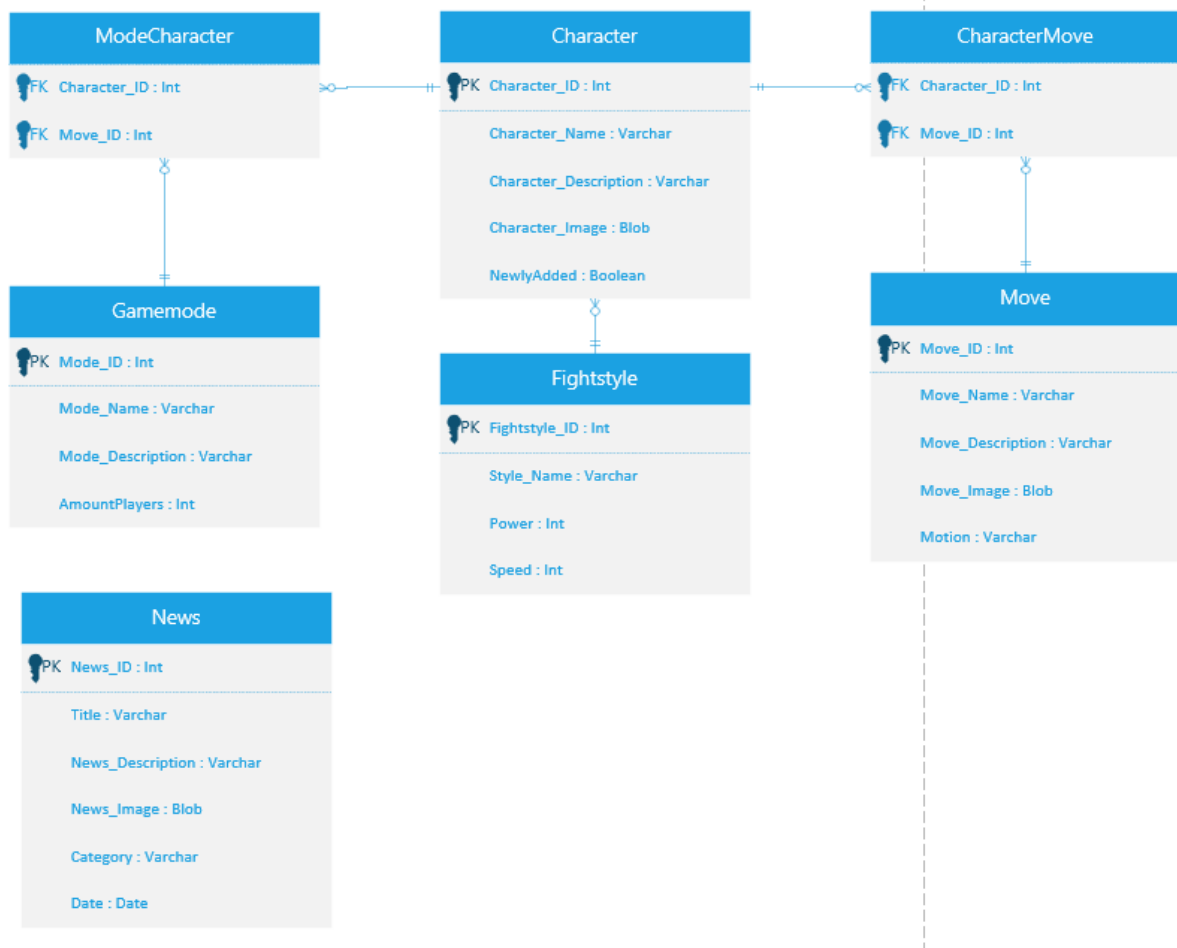 ModeCharacter
FK Character_ID : Int
FK Move_ID : Int
Character
PK Character_ID : Int
Character_Name : Varchar
Character_Description : Varchar
Character_Image : Blob
NewlyAdded : Boolean
CharacterMove
FK Character_ID : Int
FK Move_ID : Int
Gamemode
PK Mode_ID : Int
Mode_Name : Varchar
Mode_Description : Varchar
AmountPlayers : Int
Fightstyle
PK Fightstyle_ID : Int
Style_Name : Varchar
Power : Int
Speed : Int
Move
PK Move_ID : Int
Move_Name : Varchar
Move_Description : Varchar
Move_Image : Blob
Motion : Varchar
News
PK News_ID : Int
Title : Varchar
News_Description : Varchar
News_Image : Blob
Category : Varchar
Date : Date